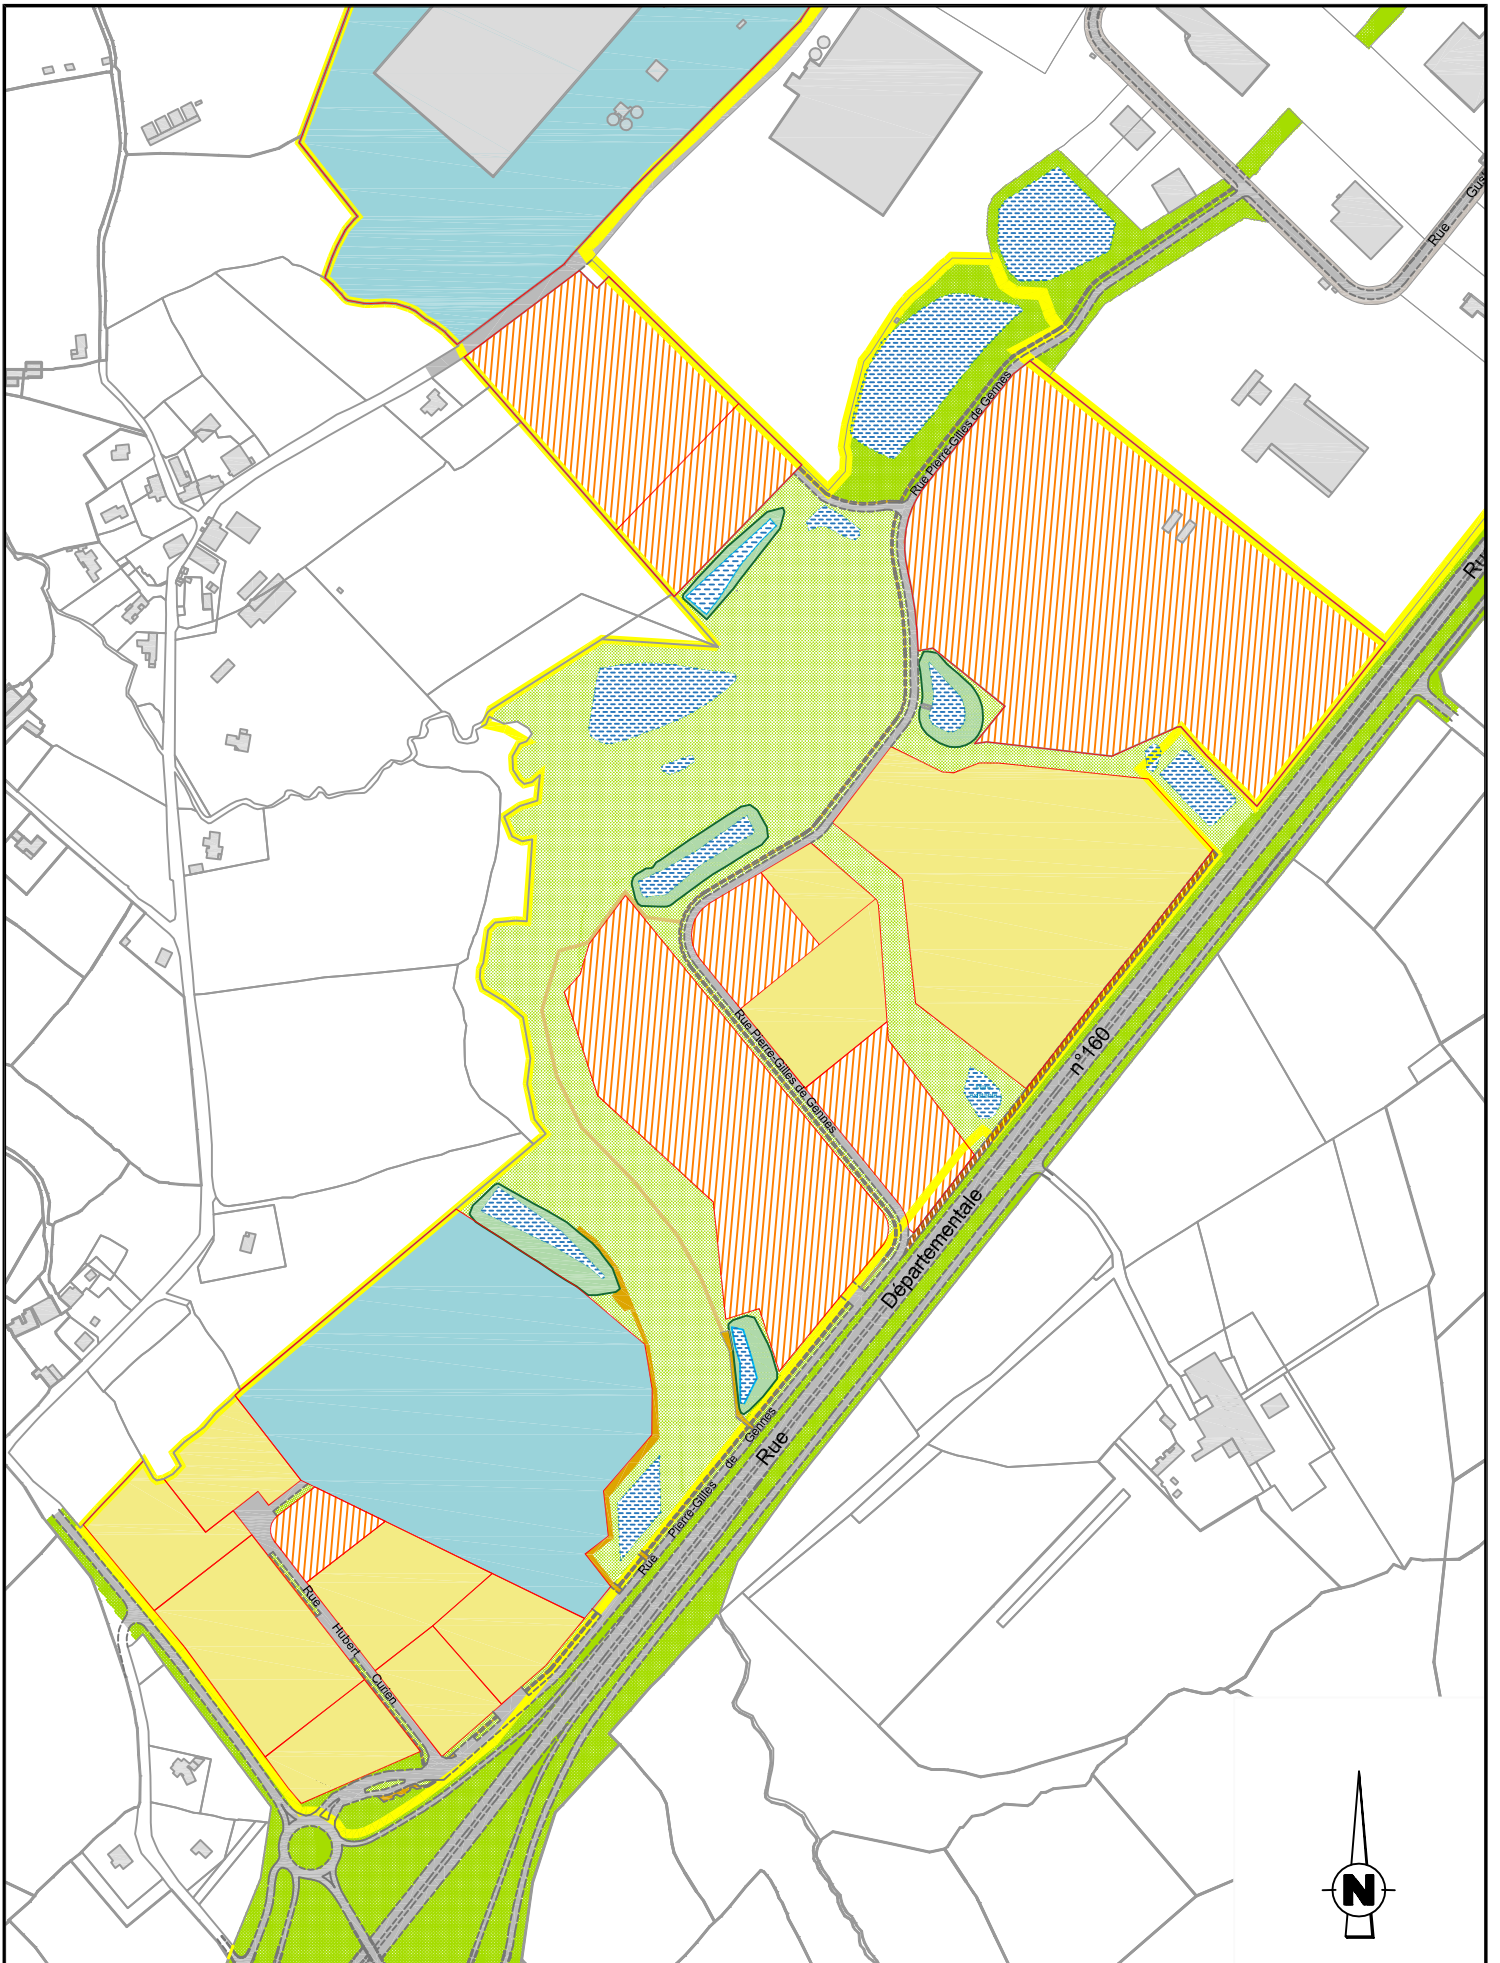 Rue
Rue Pierre-Gilles de Gennes
n°160
Rue Pierre-Gilles de Gennes
Départementale
Rue
Rue Pierre-Gilles de Gennes
Rue Hubert Curien
N